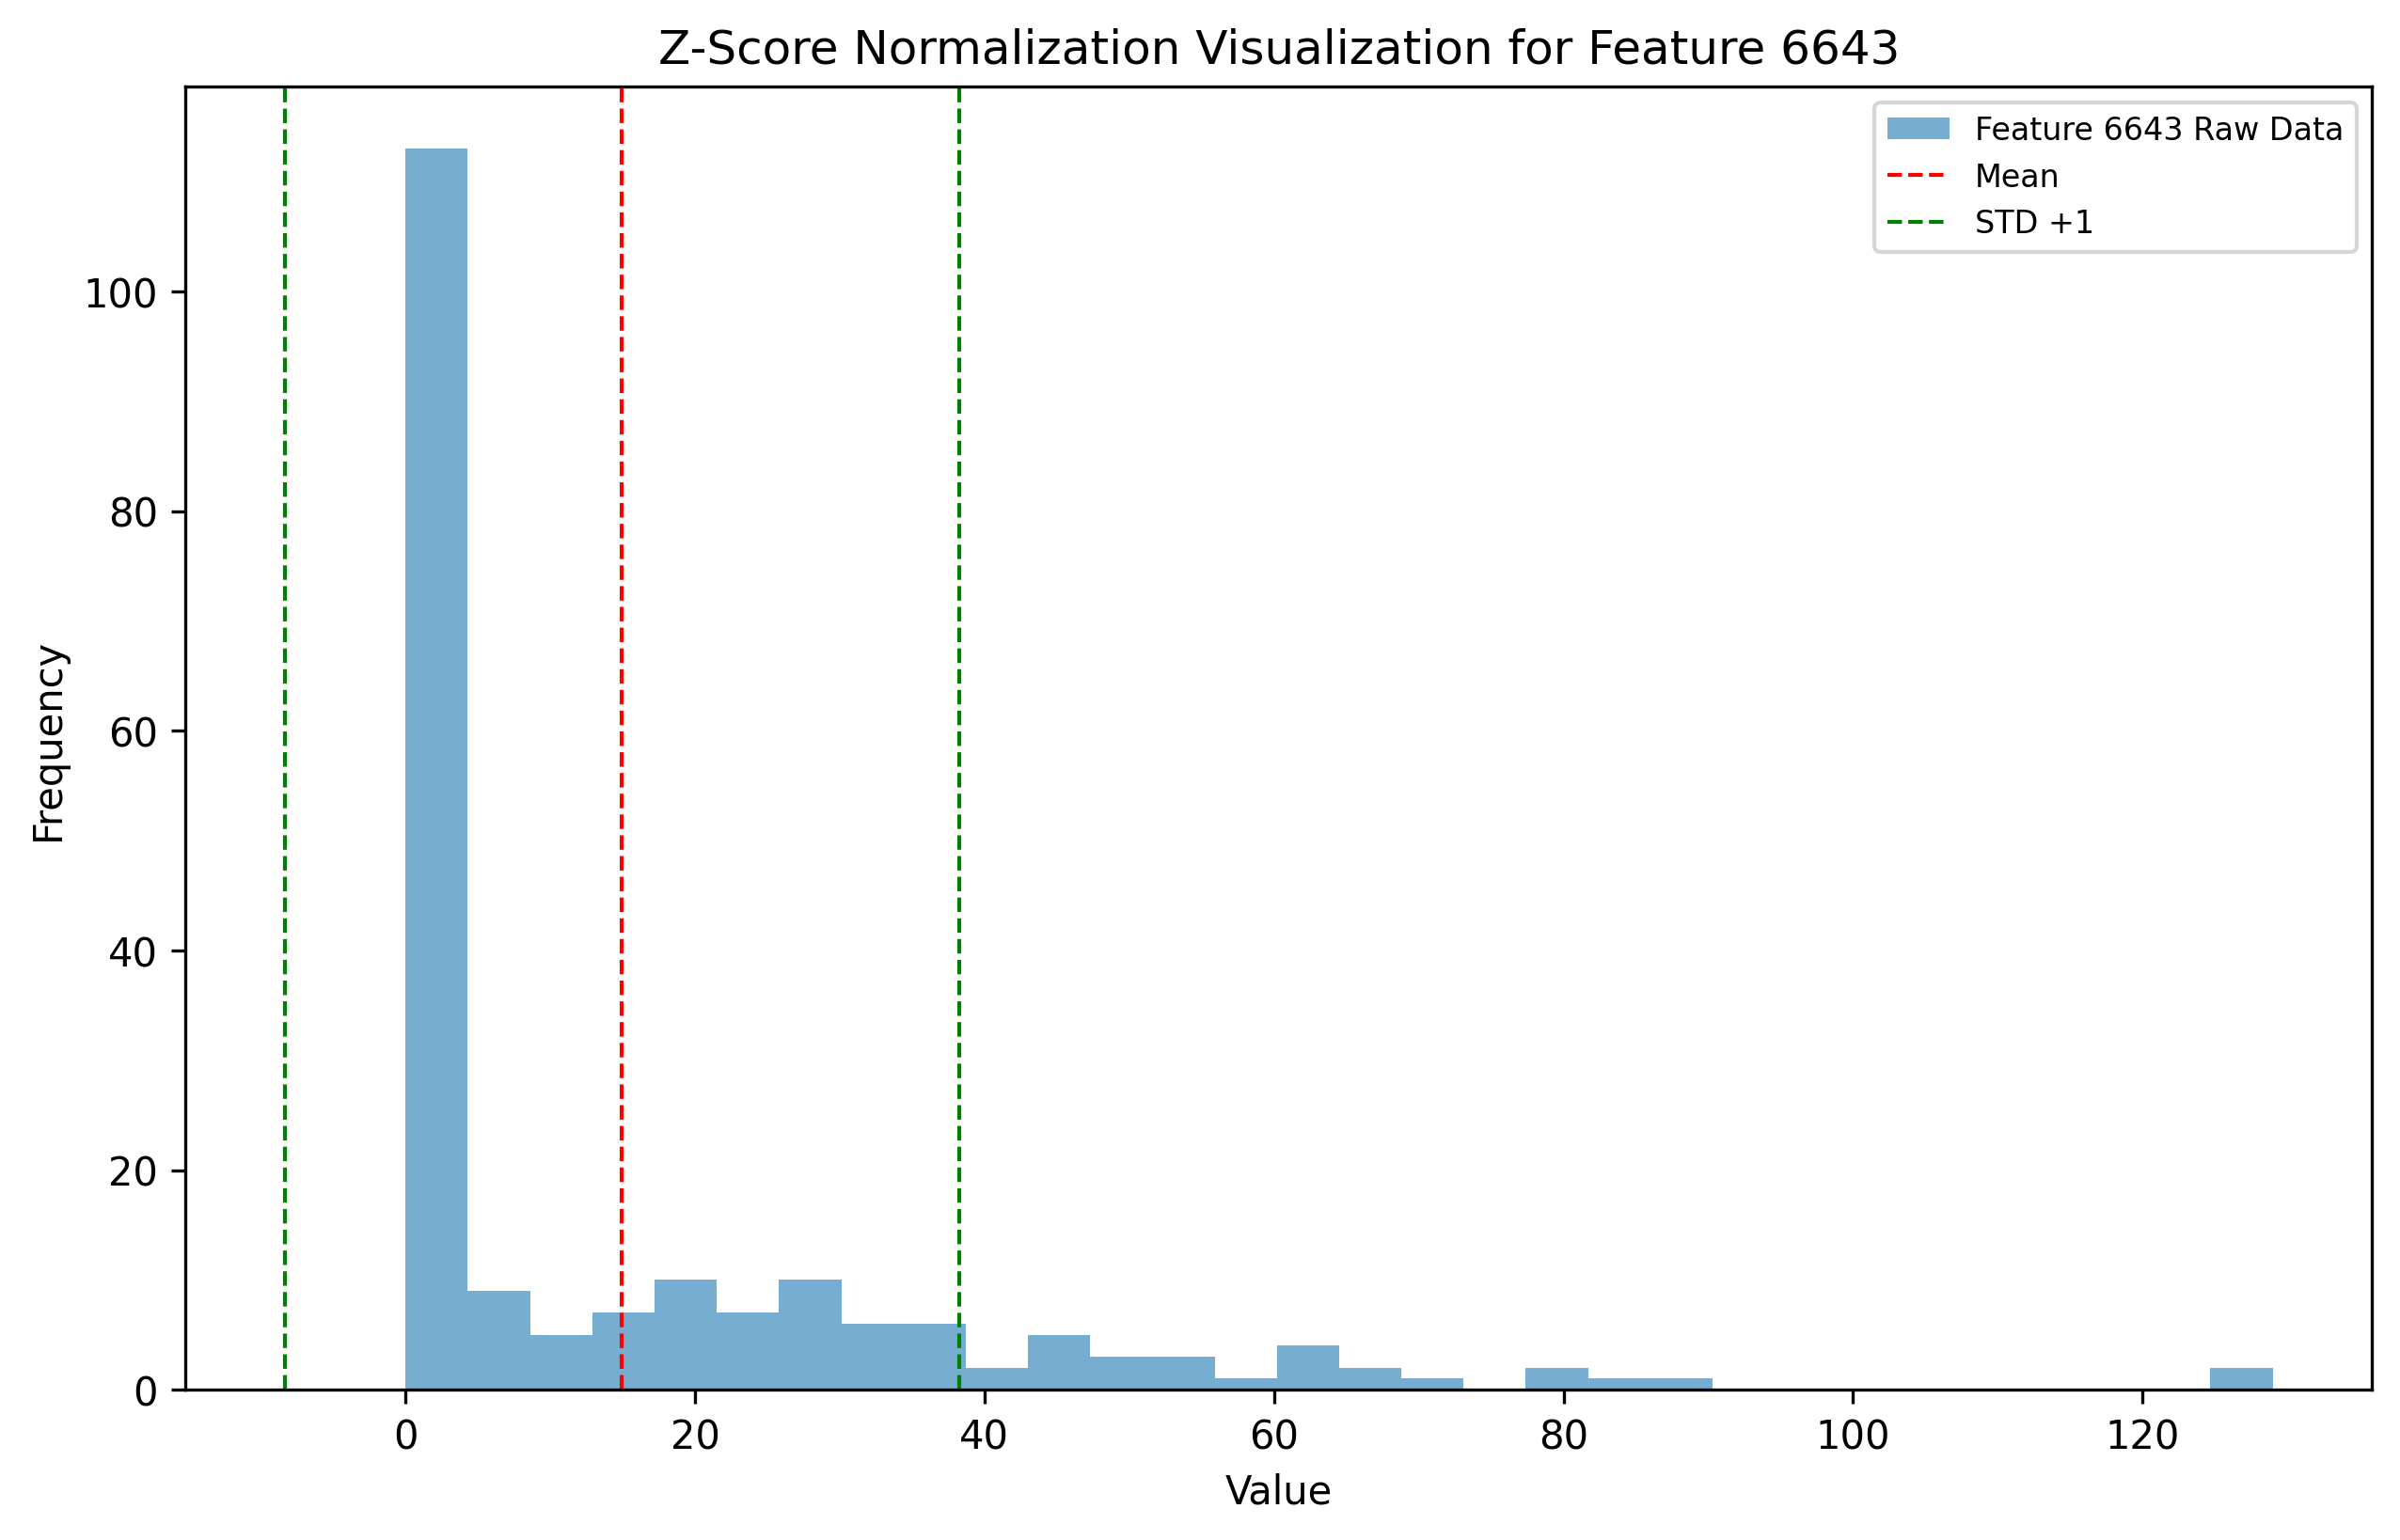 Z-Score Normalization Visualization for Feature 6643
Feature 6643 Raw Data
Mean
STD +1
100
80
60
40
20
0
Frequency
0 20 40 60 80 100 120
Value